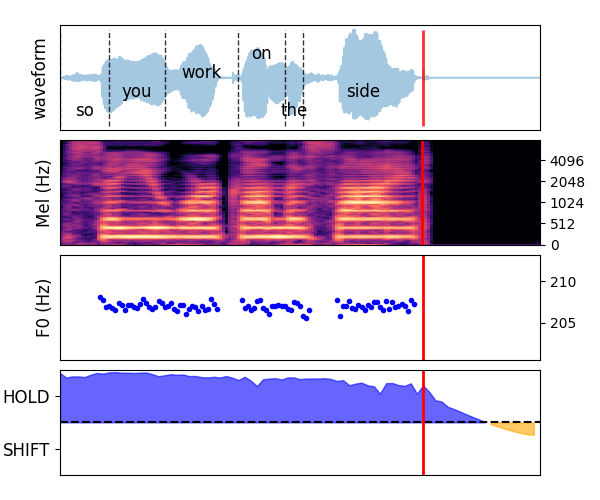 waveform
so
you
work
on
the
side
Mel (Hz)
4096
2048
1024
512
0
F0 (Hz)
210
205
HOLD
SHIFT